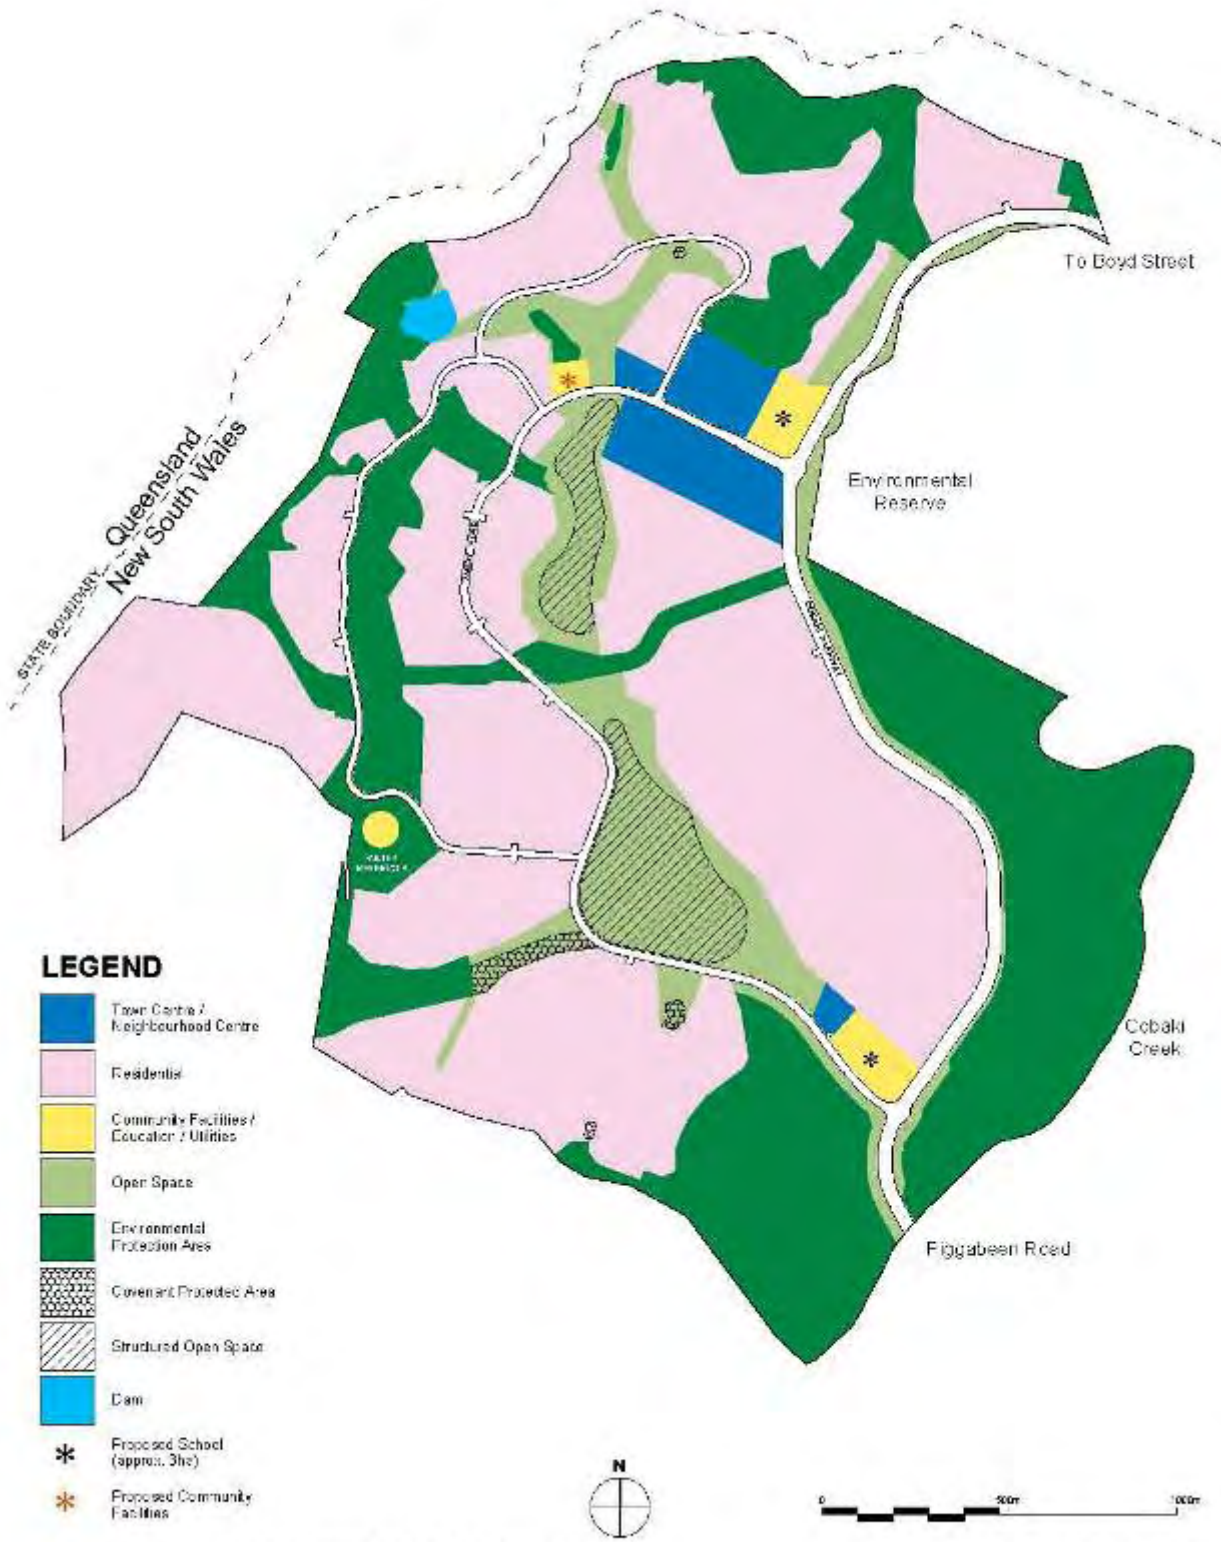 To Boyd Street
Queensland
New South Wales
STATE BOUNDARY
Environmental
Reserve
Cobaki
Creek
Piggabeen Road
LEGEND
Town Centre /
Neighbourhood Centre
Residential
Community Facilities /
Education / Utilities
Open Space
Environmental
Protection Area
Covenant Protected Area
Structured Open Space
Dam
Proposed School
(approx. 3ha)
Proposed Community
Facilities
N
0 500m 1000m